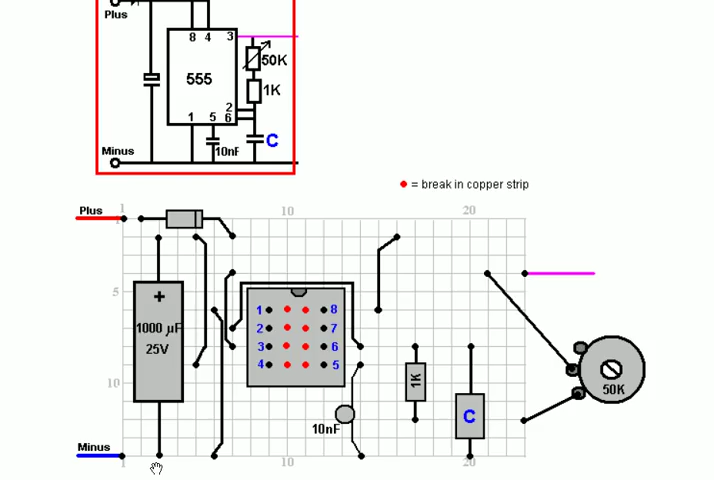 Plus
8 4 3
50K
555
1K
2
1 5 6
C
10nF
Minus
= break in copper strip
Plus
1 10 20
1 8
2 7
3 6
4 5
+
1000 µF
25V
5
10
1K
C
10nF
50K
Minus
1 10 20